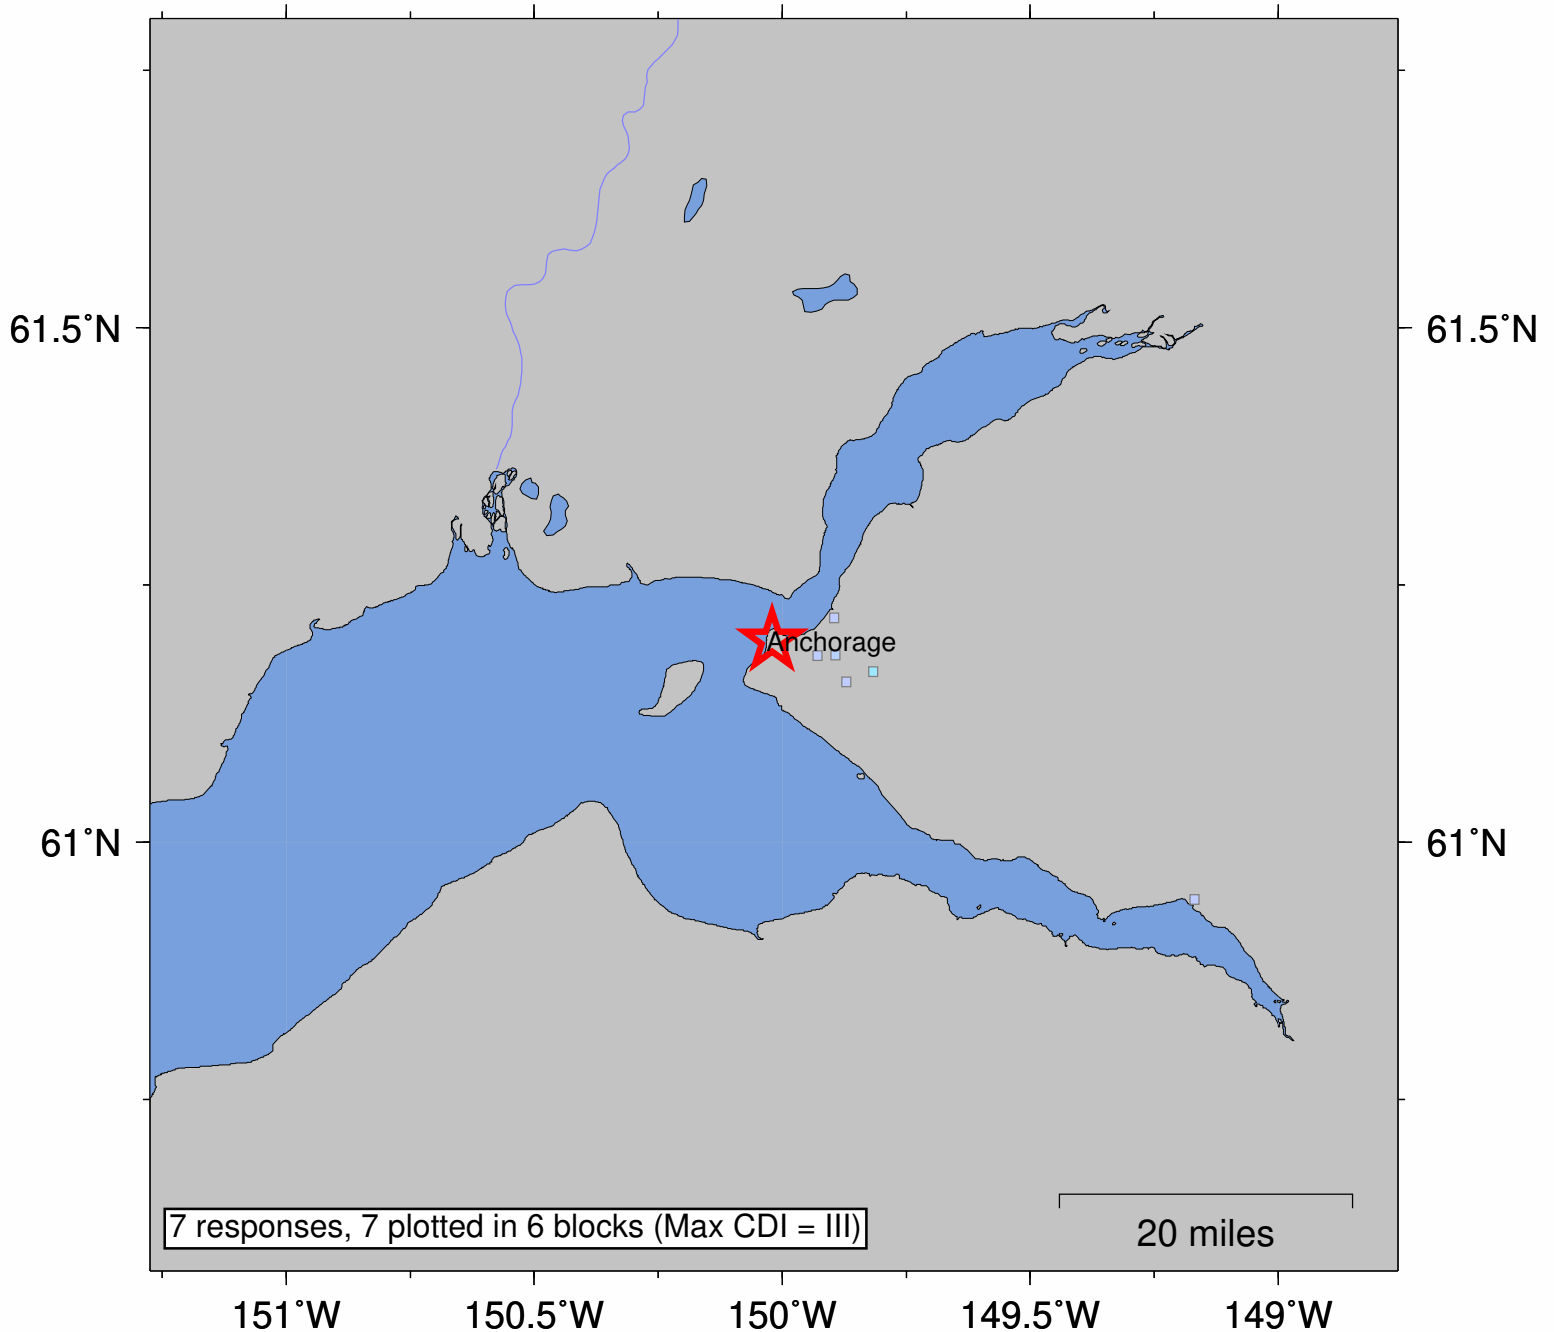 61.5˚N
61.5˚N
Anchorage
61˚N
61˚N
7 responses, 7 plotted in 6 blocks (Max CDI = III)
20 miles
151˚W
150.5˚W
150˚W
149.5˚W
149˚W